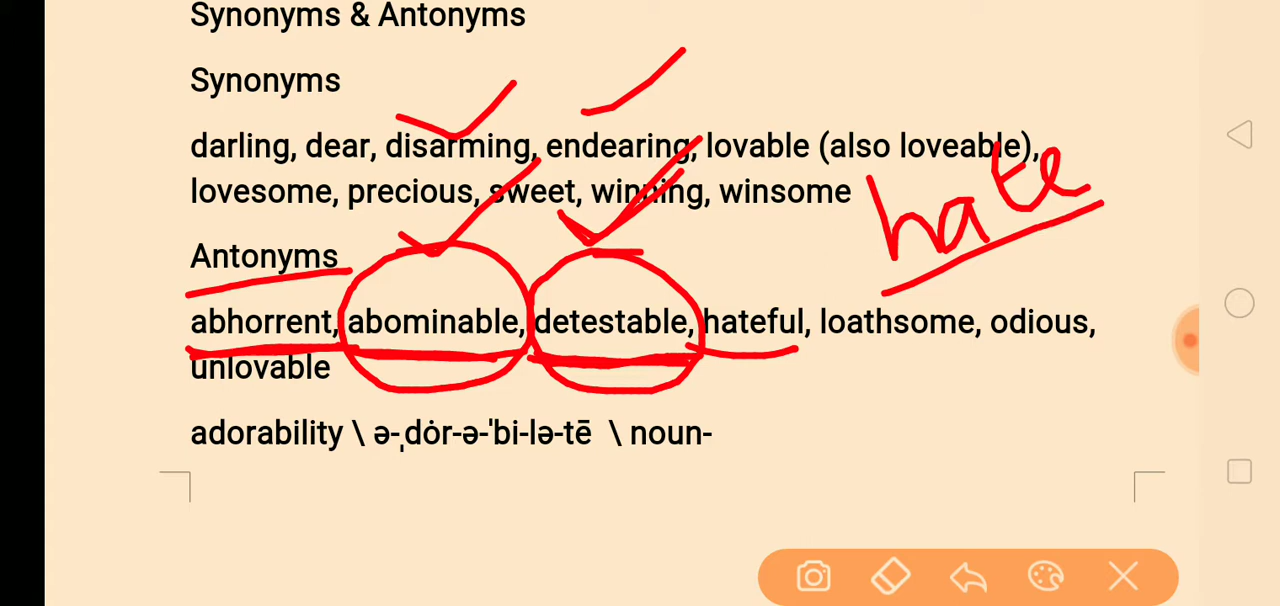 Synonyms & Antonyms
Synonyms
darling, dear, disarming, endearing, lovable (also loveable),
lovesome, precious, sweet, winning, winsome
hate
Antonyms
abhorrent, abominable, detestable, hateful, loathsome, odious,
unlovable
adorability \ ə-ˌdȯr-ə-ˈbi-lə-tē \ noun-